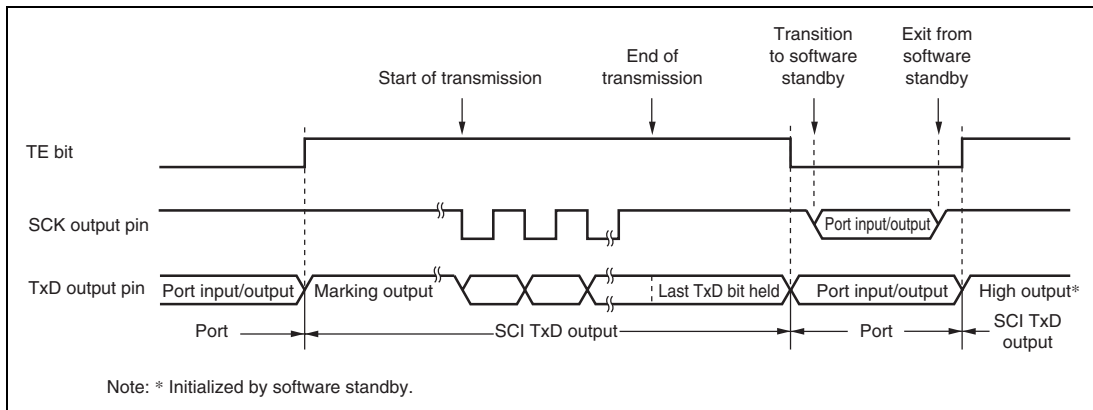 Transition
to software
standby
Exit from
software
standby
Start of transmission
End of
transmission
TE bit
SCK output pin
Port input/output
TxD output pin
Port input/output
Marking output
Last TxD bit held
Port input/output
High output*
Port
SCI TxD output
Port
SCI TxD
output
Note: * Initialized by software standby.